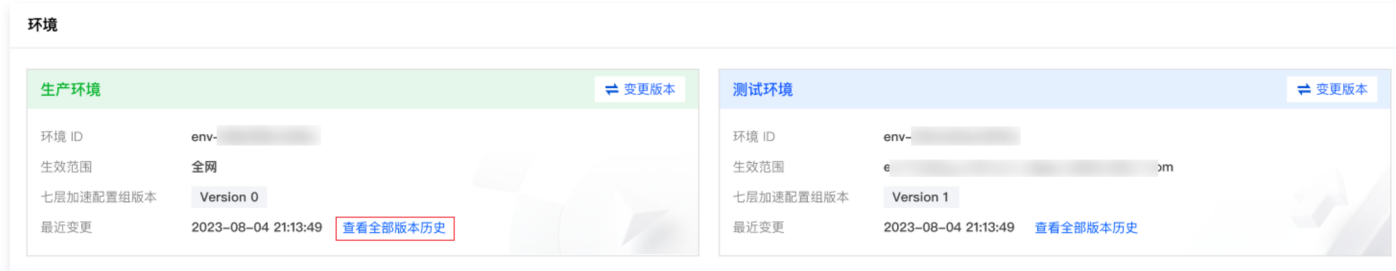 环境
生产环境
变更版本
环境 ID
env-
生效范围
全网
七层加速配置组版本
Version 0
最近变更
2023-08-04 21:13:49
查看全部版本历史
测试环境
变更版本
环境 ID
env-
生效范围
七层加速配置组版本
Version 1
最近变更
2023-08-04 21:13:49
查看全部版本历史